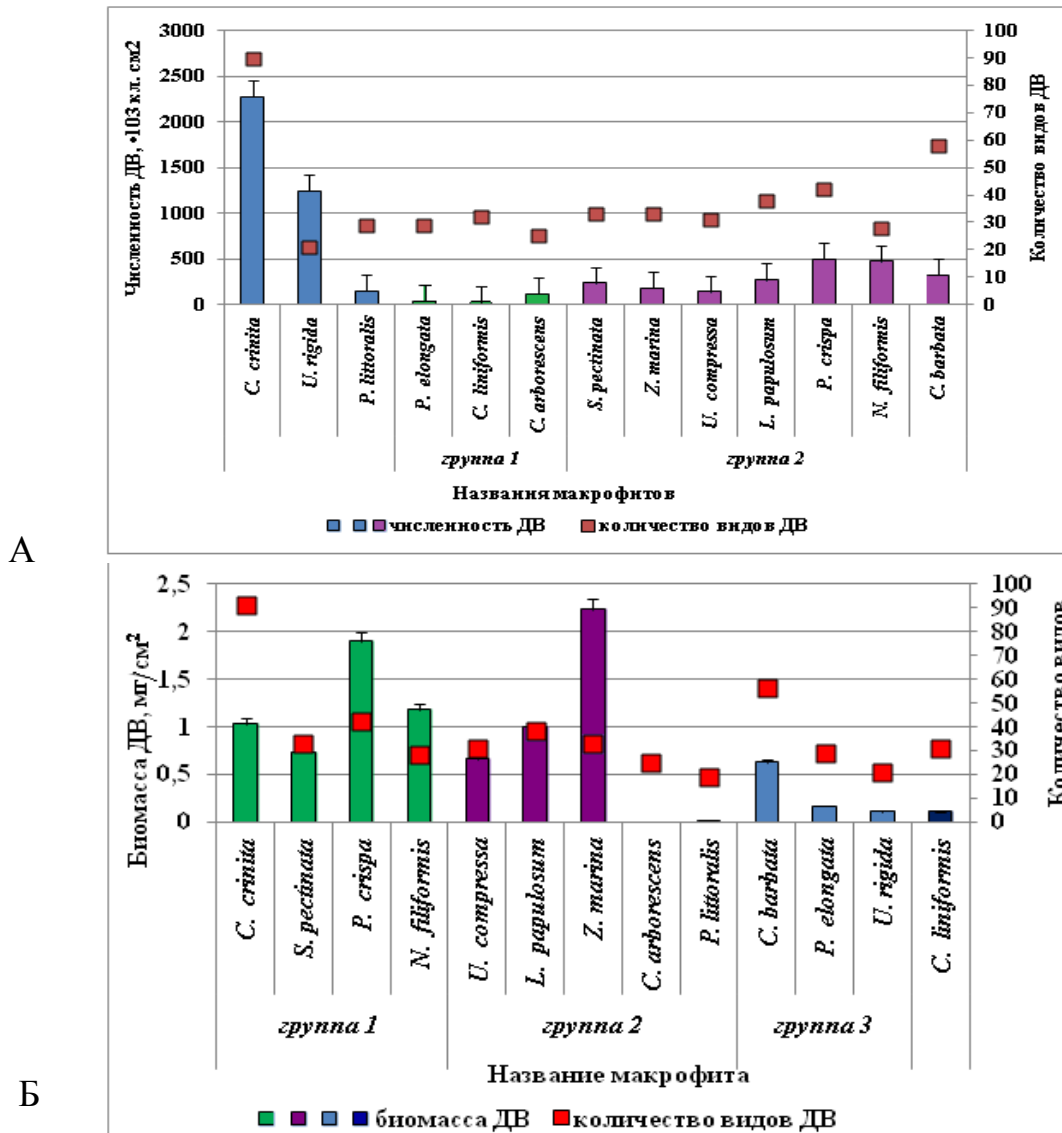 3000
2500
2000
1500
1000
500
0
Численность ДВ, •103 кл. см2
100
90
80
70
60
50
40
30
20
10
0
Количество видов ДВ
C. crinita
U. rigida
P. littoralis
P. elongata
C. liniformis
C. arborescens
S. pectinata
Z. marina
U. compressa
L. papulosum
P. crispa
N. filiformis
C. barbata
группа 1
группа 2
Названия макрофитов
численность ДВ
количество видов ДВ
А
2,5
2
1,5
1
0,5
0
Биомасса ДВ, мг/см²
100
90
80
70
60
50
40
30
20
10
0
Количество видов
C. crinita
S. pectinata
P. crispa
N. filiformis
U. compressa
L. papulosum
Z. marina
C. arborescens
P. littoralis
C. barbata
P. elongata
U. rigida
C. liniformis
группа 1
группа 2
группа 3
Название макрофита
биомасса ДВ
количество видов ДВ
Б